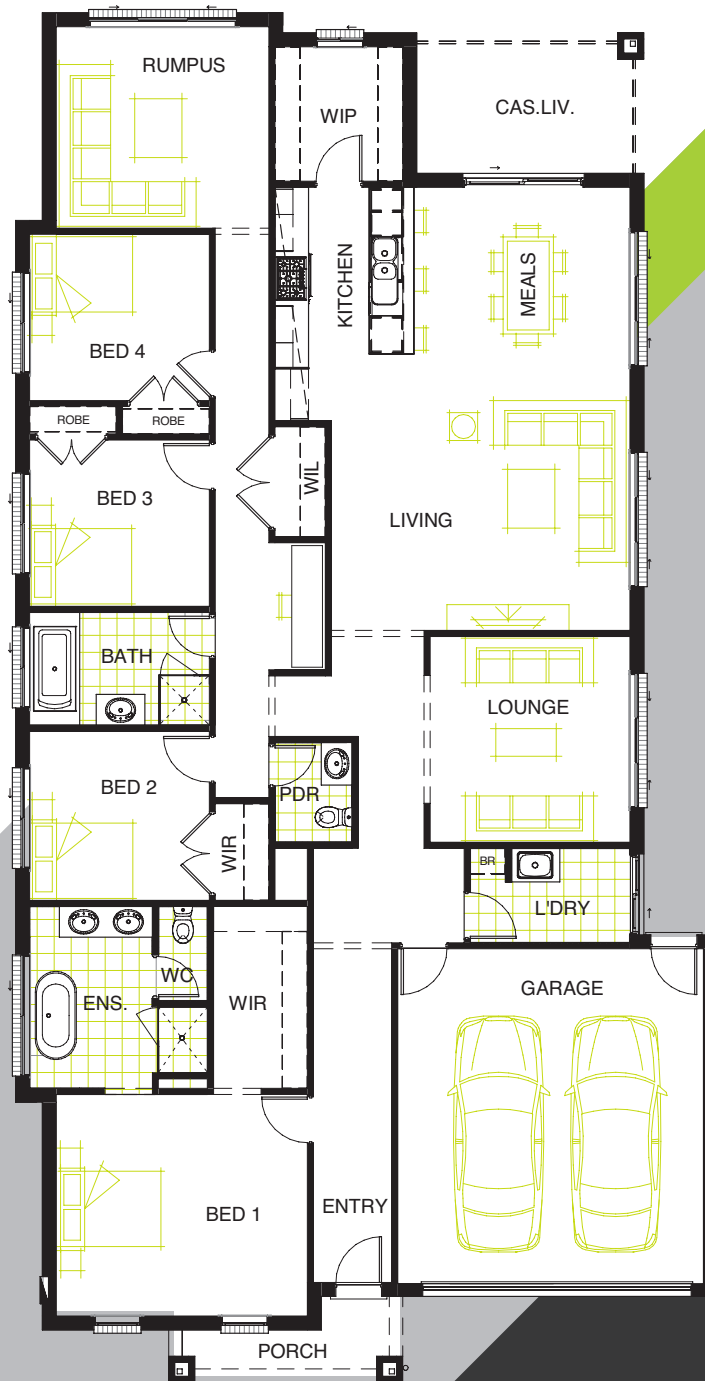 RUMPUS
WIP
CAS.LIV.
KITCHEN
MEALS
BED 4
ROBE
ROBE
BED 3
WIL
LIVING
BATH
LOUNGE
BED 2
PDR
WIR
BR
L'DRY
WC
ENS.
WIR
GARAGE
BED 1
ENTRY
PORCH